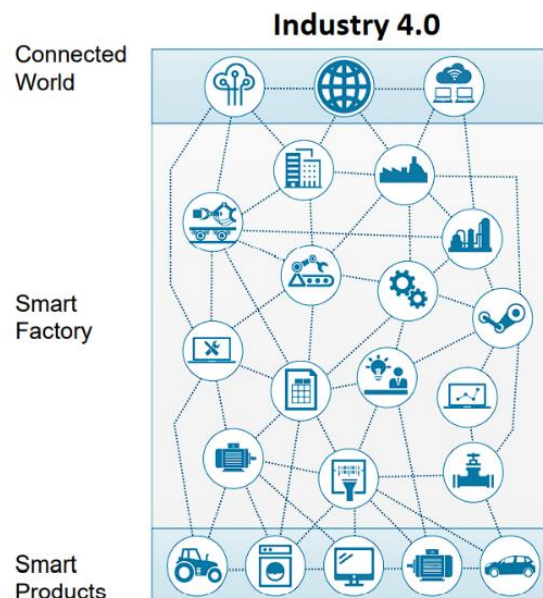 Industry 4.0
Connected
World
Smart
Factory
Smart
Products